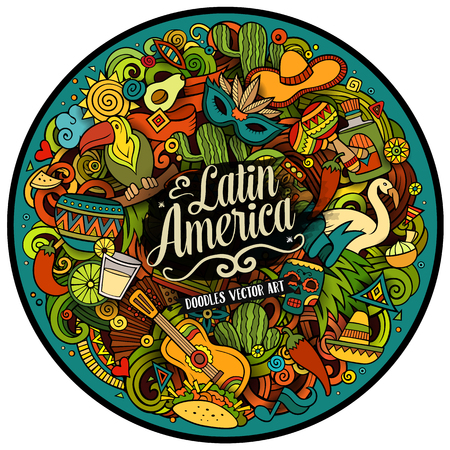 Latin
America
DOODLES VECTOR ART